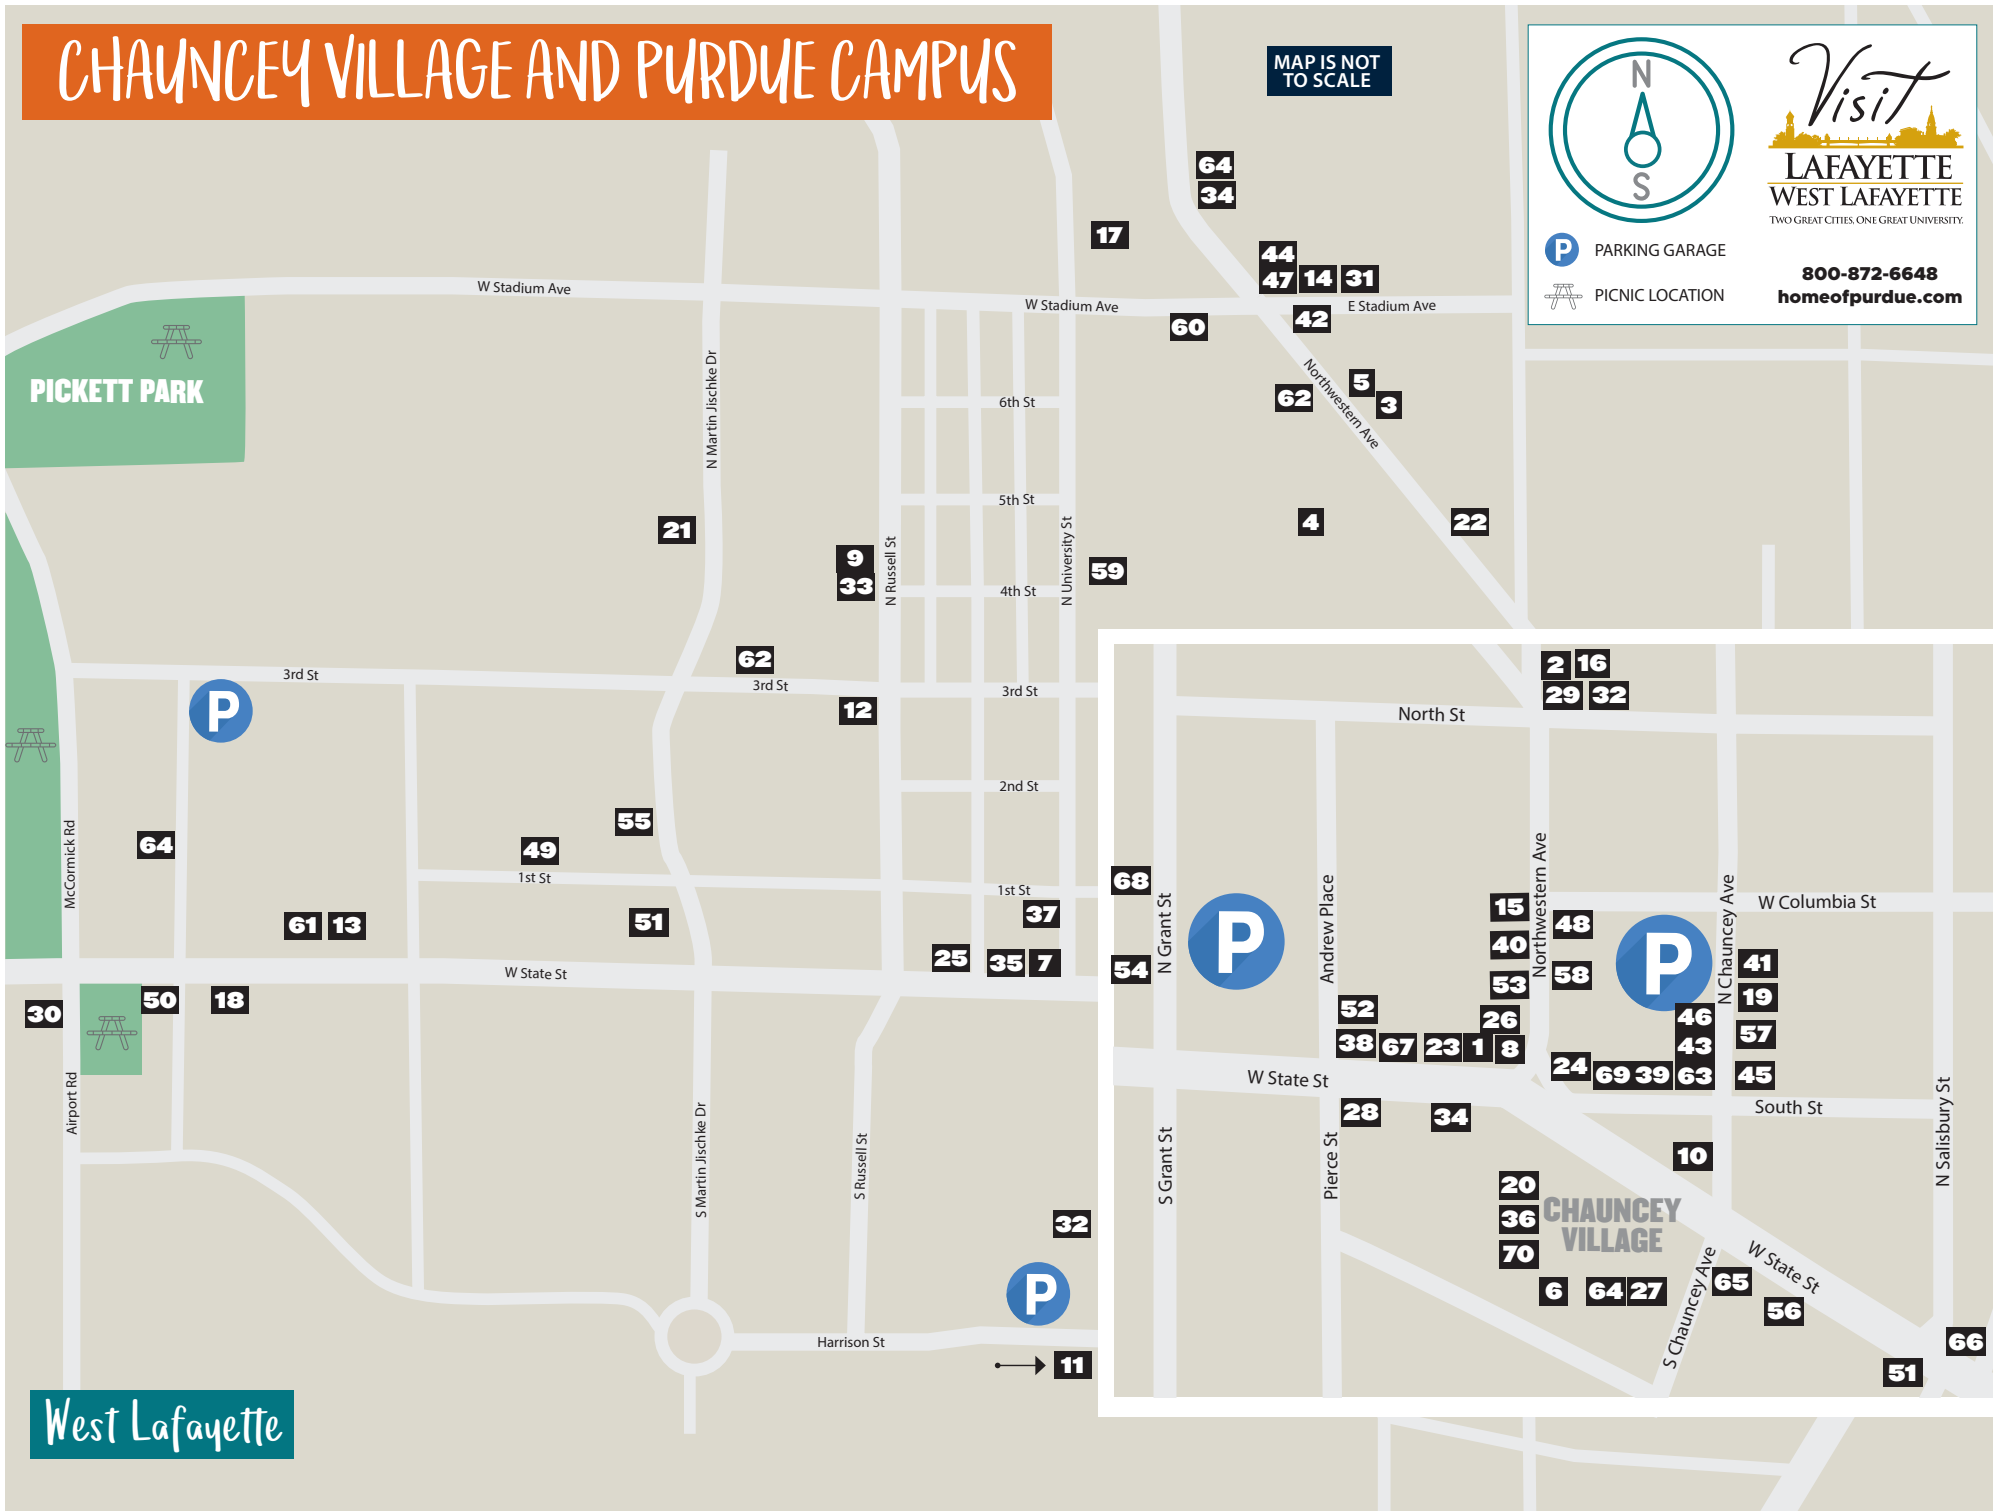 CHAUNCEY VILLAGE AND PURDUE CAMPUS
MAP IS NOT
TO SCALE
N
S
Visit
LAFAYETTE
WEST LAFAYETTE
TWO GREAT CITIES. ONE GREAT UNIVERSITY.
P PARKING GARAGE
PICNIC LOCATION
800-872-6648
homeofpurdue.com
64
34
17
44
47 14 31
W Stadium Ave
W Stadium Ave
E Stadium Ave
60
42
PICKETT PARK
N Martin Jischke Dr
6th St
62
Northwestern Ave
5
3
5th St
21
4
22
9
33
N Russell St
N University St
59
4th St
62
3rd St
3rd St
3rd St
P
12
2nd St
McCormick Rd
64
55
49
1st St
1st St
61 13
51
37
25
35 7
W State St
30
50
18
Airport Rd
S Martin Jischke Dr
S Russell St
32
P
Harrison St
11
West Lafayette
2 16
29 32
North St
68
N Grant St
54
P
Andrew Place
Northwestern Ave
N Chauncey Ave
W Columbia St
15
48
40
58
53
P
41
19
52
26
46
57
38 67 23 1 8
43
24 69 39 63
45
W State St
South St
28
34
S Grant St
Pierce St
N Salisbury St
10
20
36
70
CHAUNCEY
VILLAGE
W State St
S Chauncey Ave
6 64 27
65
56
66
51